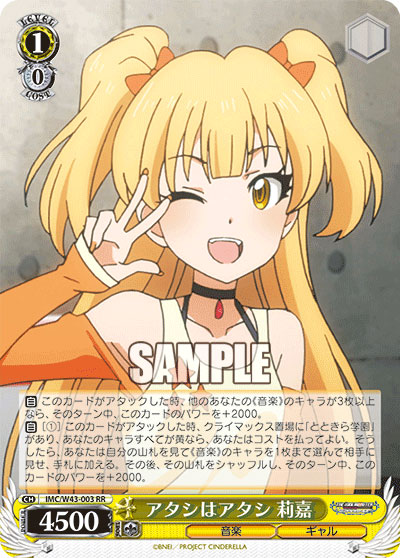 LEVEL
1
0
COST
SAMPLE
自 このカードがアタックした時、他のあなたの《音楽》のキャラが3枚以上
なら、そのターン中、このカードのパワーを+2000。
自 [①] このカードがアタックした時、クライマックス置場に「とときら学園」
があり、あなたのキャラすべてが黄なら、あなたはコストを払ってよい。そう
したら、あなたは自分の山札を見て《音楽》のキャラを1枚まで選んで相手に
見せ、手札に加える。その後、その山札をシャッフルし、そのターン中、この
カードのパワーを+2000。
CH IMC/W43-003 RR
4500
アタシはアタシ 莉嘉
音楽
ギャル
©BNEI／PROJECT CINDERELLA